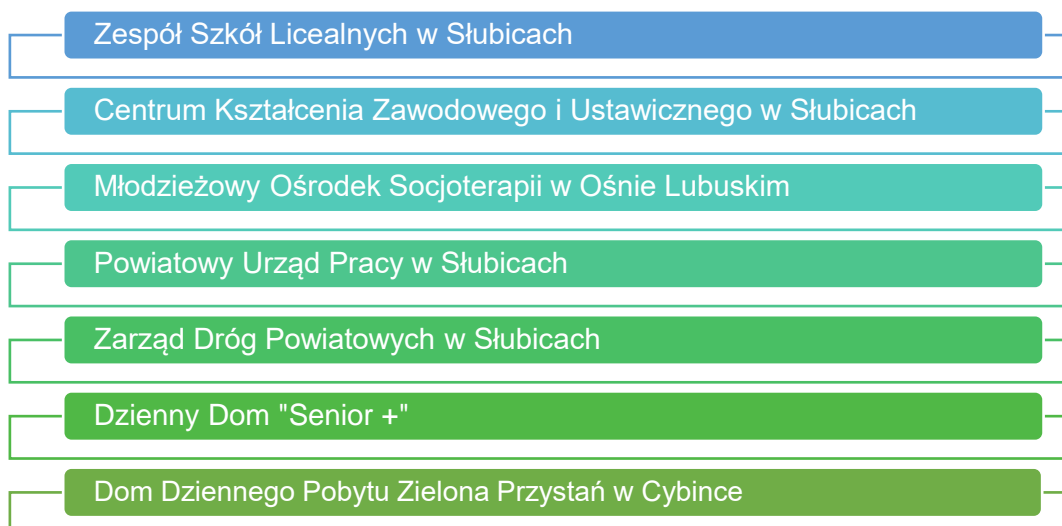 Zespół Szkół Licealnych w Słubicach
Centrum Kształcenia Zawodowego i Ustawicznego w Słubicach
Młodzieżowy Ośrodek Socjoterapii w Ośnie Lubuskim
Powiatowy Urząd Pracy w Słubicach
Zarząd Dróg Powiatowych w Słubicach
Dzienny Dom "Senior +"
Dom Dziennego Pobytu Zielona Przystań w Cybince